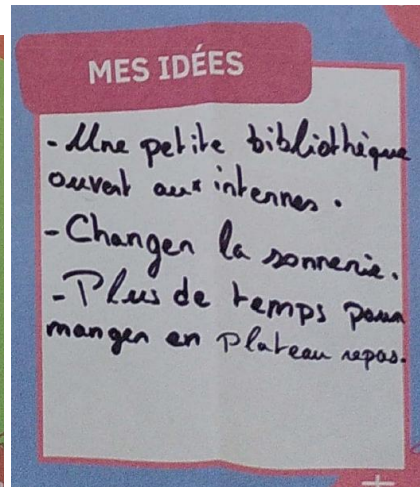 MES IDÉES
- Une petite bibliothèque
ouvert aux internes.
- Changer la sonnerie.
- Plus de temps pour
manger en plateau repas.